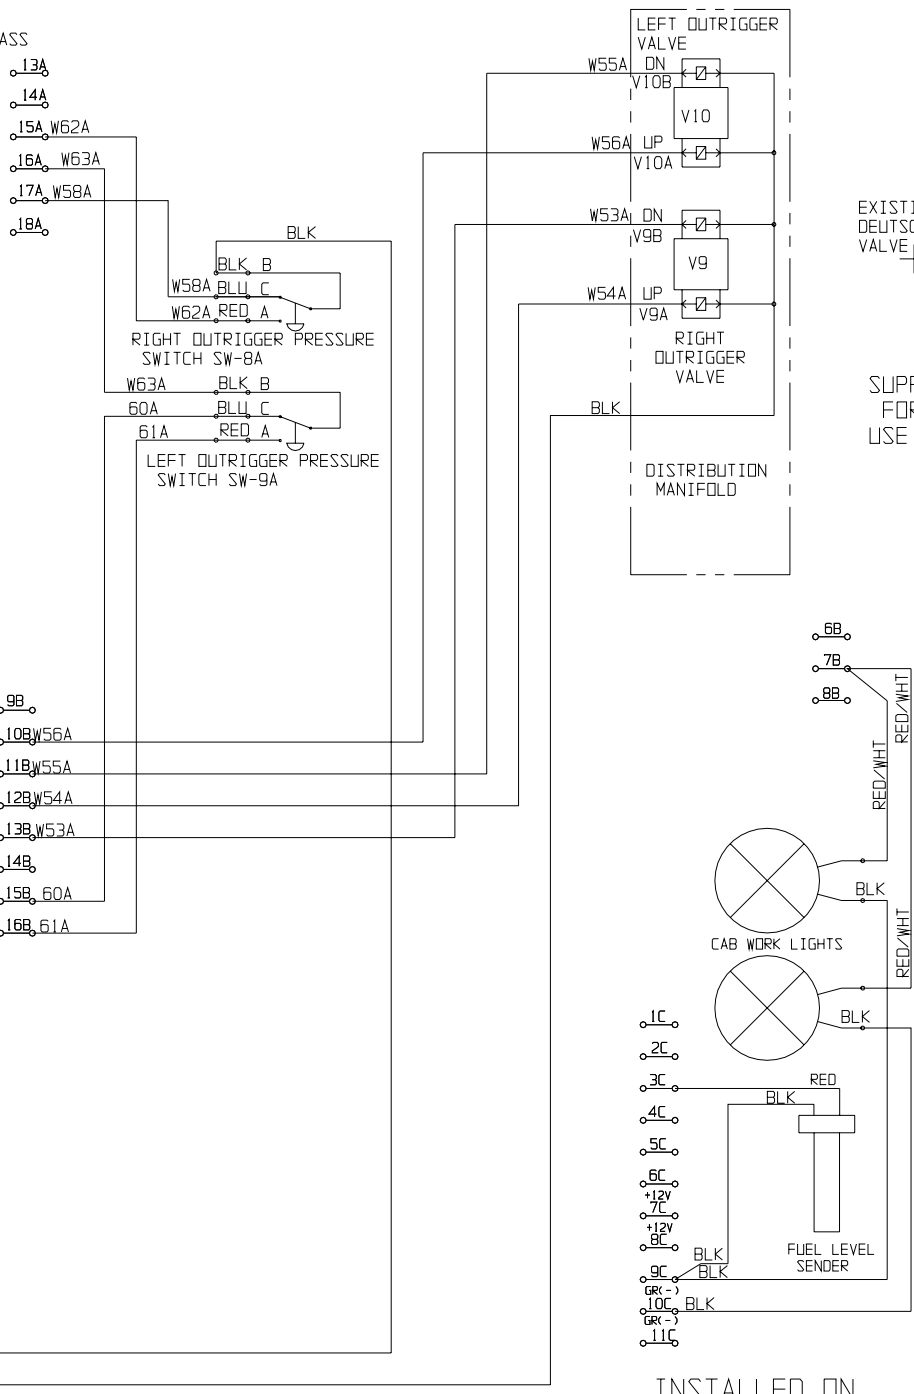 ASS
13A
14A
15A W62A
16A W63A
17A W58A
18A
BLK
BLK B
W58A BLU C
W62A RED A
RIGHT OUTRIGGER PRESSURE
SWITCH SW-8A
W63A BLK B
60A BLU C
61A RED A
LEFT OUTRIGGER PRESSURE
SWITCH SW-9A
LEFT OUTRIGGER
VALVE
W55A DN
V10B
V10
W56A UP
V10A
W53A DN
V9B
V9
W54A UP
V9A
RIGHT
OUTRIGGER
VALVE
BLK
DISTRIBUTION
MANIFOLD
EXISTI
DEUTSC
VALVE
SUPP
FOR
USE
9B
10B W56A
11B W55A
12B W54A
13B W53A
14B
15B 60A
16B 61A
6B
7B
8B
RED/WHT
RED/WHT
BLK
CAB WORK LIGHTS
RED/WHT
BLK
1C
2C
3C
RED
BLK
4C
5C
6C
+12V
7C
+12V
8C
FUEL LEVEL
SENDER
BLK
9C BLK
GR(-)
10C BLK
GR(-)
11C
INSTALLED ON